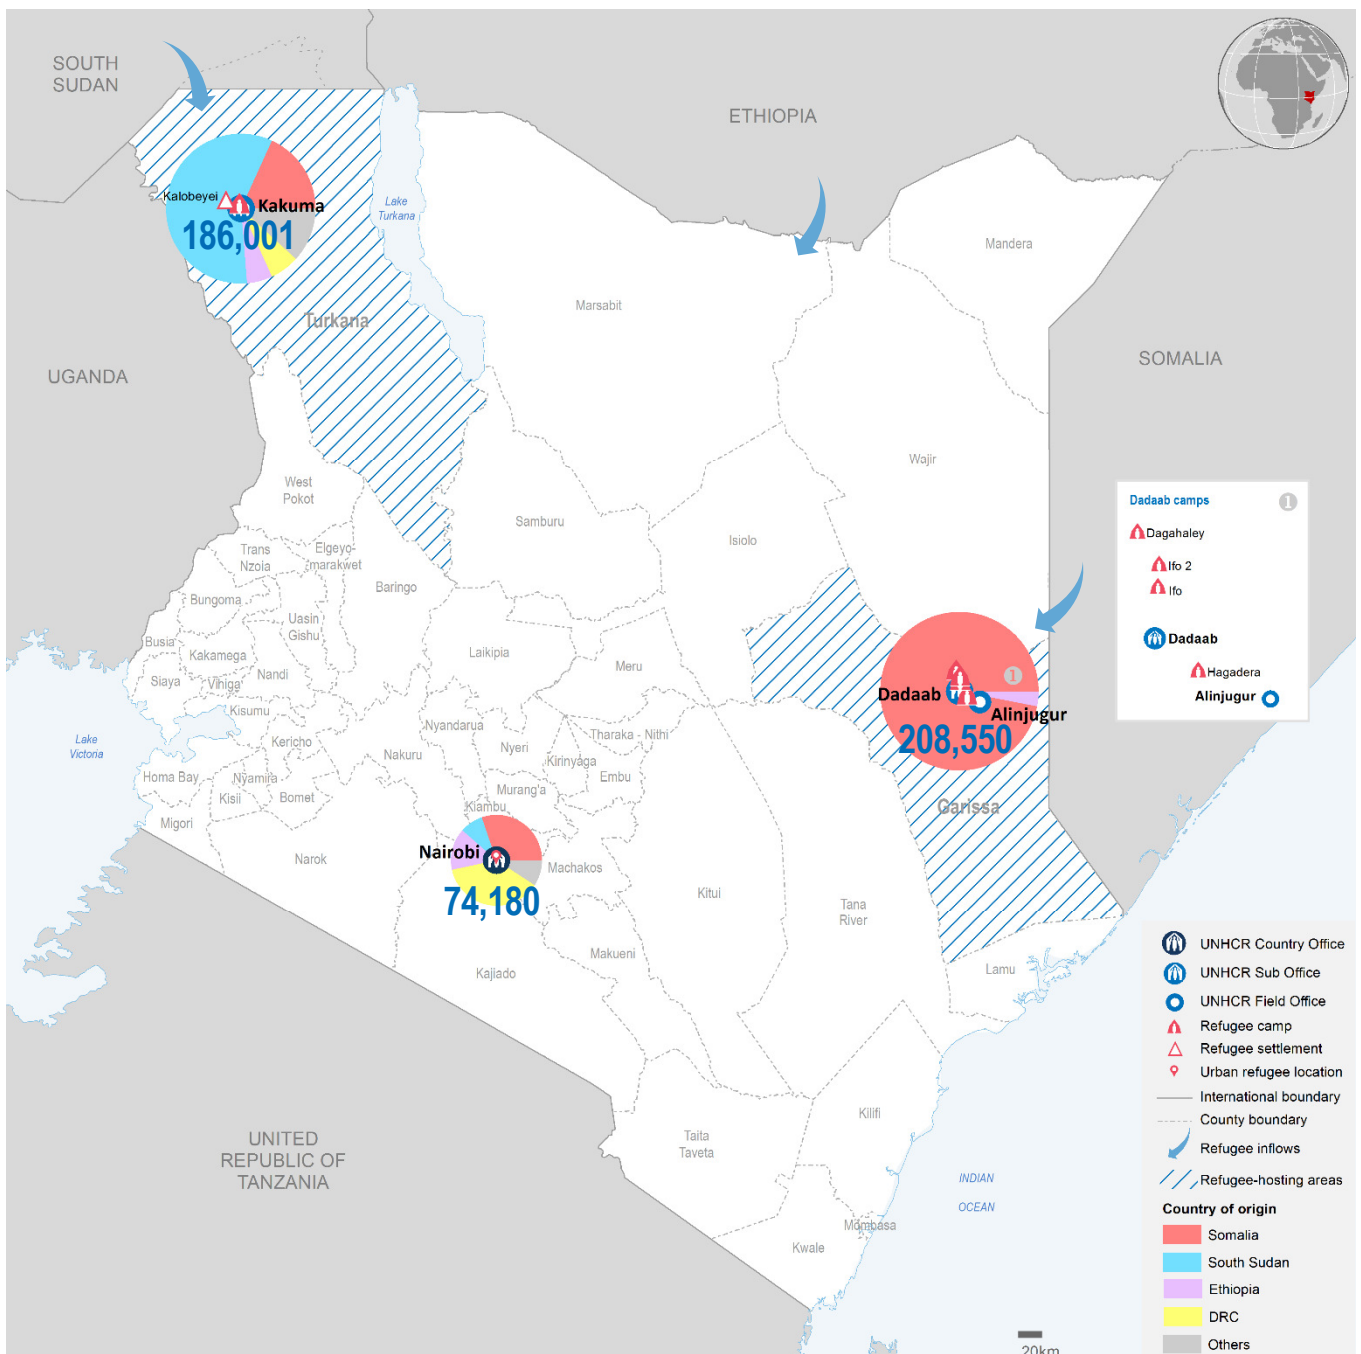 SOUTH
SUDAN
ETHIOPIA
Kalobeyei
Kakuma
186,001
Lake
Turkana
Mandera
Marsabit
Turkana
UGANDA
SOMALIA
Wajir
West
Pokot
Samburu
Isiolo
Dadaab camps
1
Dagahaley
Ifo 2
Ifo
Dadaab
Hagadera
Alinjugur
Trans
Nzoia
Elgeyo-
marakwet
Baringo
Bungoma
Uasin
Gishu
Busia
Kakamega
Laikipia
Meru
Siaya
Vihiga
Nandi
Kisumu
1
Dadaab
Alinjugur
208,550
Nyandarua
Tharaka - Nithi
Lake
Victoria
Kericho
Nakuru
Nyeri
Kirinyaga
Embu
Homa Bay
Nyamira
Kisii
Bomet
Murang'a
Kiambu
Garissa
Migori
Narok
Nairobi
Machakos
74,180
Kitui
Tana
River
Makueni
Kajiado
Lamu
UNITED
REPUBLIC OF
TANZANIA
Taita
Taveta
Kilifi
INDIAN
OCEAN
Mombasa
Kwale
UNHCR Country Office
UNHCR Sub Office
UNHCR Field Office
Refugee camp
Refugee settlement
Urban refugee location
International boundary
County boundary
Refugee inflows
Refugee-hosting areas
Country of origin
Somalia
South Sudan
Ethiopia
DRC
Others
20km